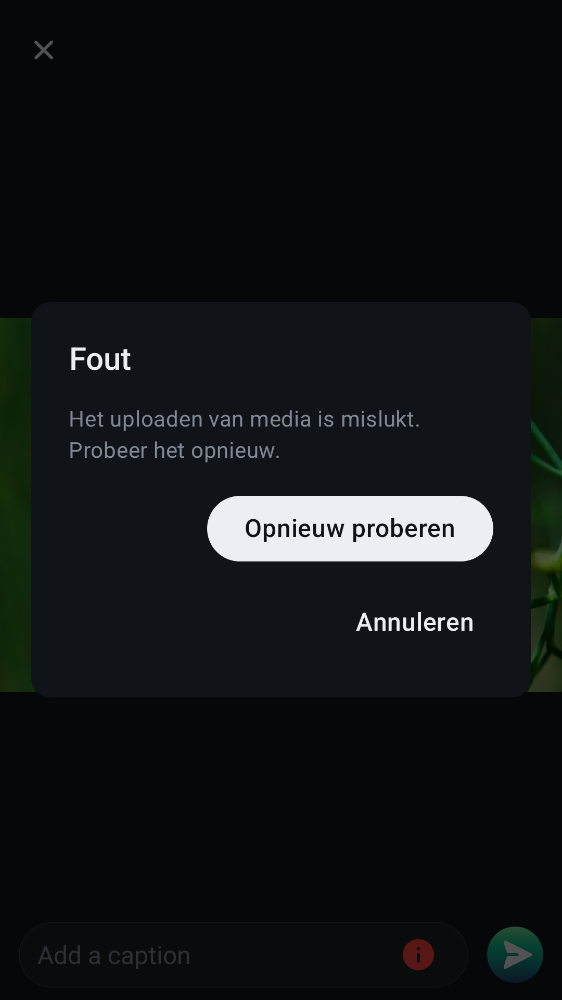 Fout
Het uploaden van media is mislukt.
Probeer het opnieuw.
Opnieuw proberen
Annuleren
Add a caption